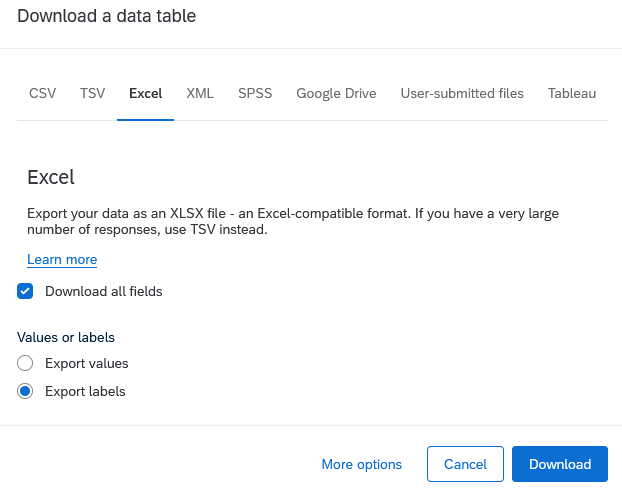 Download a data table
CSV TSV Excel XML SPSS Google Drive User-submitted files Tableau
Excel
Export your data as an XLSX file - an Excel-compatible format. If you have a very large
number of responses, use TSV instead.
Learn more
Download all fields
Values or labels
Export values
Export labels
More options Cancel Download